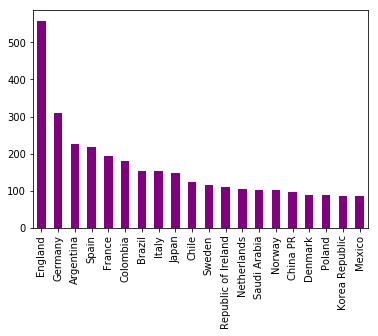 500
400
300
200
100
0
England
Germany
Argentina
Spain
France
Colombia
Brazil
Italy
Japan
Chile
Sweden
Republic of Ireland
Netherlands
Saudi Arabia
Norway
China PR
Denmark
Poland
Korea Republic
Mexico